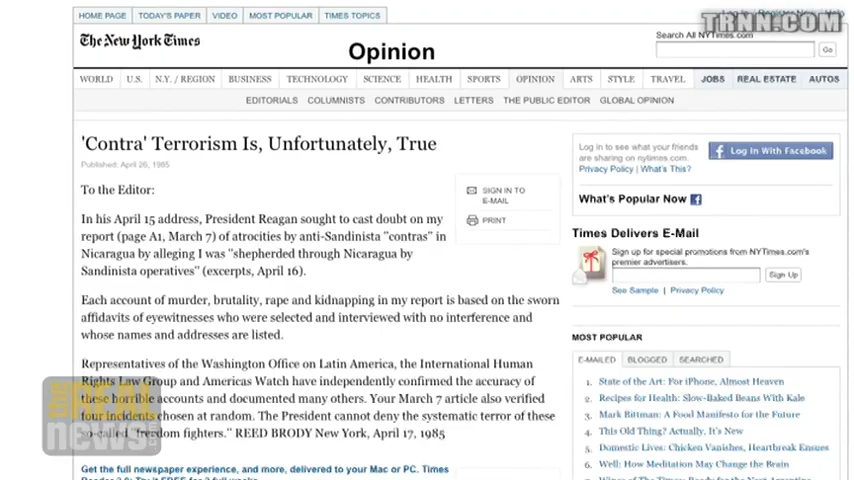 TRNN.COM
HOME PAGE TODAY'S PAPER VIDEO MOST POPULAR TIMES TOPICS
The New York Times
Opinion
Search All NYTimes.com
Go
WORLD U.S. N.Y. / REGION BUSINESS TECHNOLOGY SCIENCE HEALTH SPORTS OPINION ARTS STYLE TRAVEL JOBS REAL ESTATE AUTOS
EDITORIALS COLUMNISTS CONTRIBUTORS LETTERS THE PUBLIC EDITOR GLOBAL OPINION
'Contra' Terrorism Is, Unfortunately, True
Published: April 26, 1985
To the Editor:
In his April 15 address, President Reagan sought to cast doubt on my
report (page A1, March 7) of atrocities by anti-Sandinista "contras" in
Nicaragua by alleging I was "shepherded through Nicaragua by
Sandinista operatives" (excerpts, April 16).
Each account of murder, brutality, rape and kidnapping in my report is based on the sworn
affidavits of eyewitnesses who were selected and interviewed with no interference and
whose names and addresses are listed.
Representatives of the Washington Office on Latin America, the International Human
Rights Law Group and Americas Watch have independently confirmed the accuracy of
these horrible accounts and documented many others. Your March 7 article also verified
four incidents chosen at random. The President cannot deny the systematic terror of these
so-called "freedom fighters." REED BRODY New York, April 17, 1985
Get the full newspaper experience, and more, delivered to your Mac or PC. Times
SIGN IN TO
E-MAIL
PRINT
Log in to see what your friends
are sharing on nytimes.com.
Privacy Policy | What's This?
Log In With Facebook
What's Popular Now
Times Delivers E-Mail
Sign up for special promotions from NYTimes.com's
premier advertisers.
Sign Up
See Sample | Privacy Policy
MOST POPULAR
E-MAILED BLOGGED SEARCHED
1. State of the Art: For iPhone, Almost Heaven
2. Recipes for Health: Slow-Baked Beans With Kale
3. Mark Bittman: A Food Manifesto for the Future
4. This Old Thing? Actually, It's New
5. Domestic Lives: Chicken Vanishes, Heartbreak Ensues
6. Well: How Meditation May Change the Brain
the REAL
news